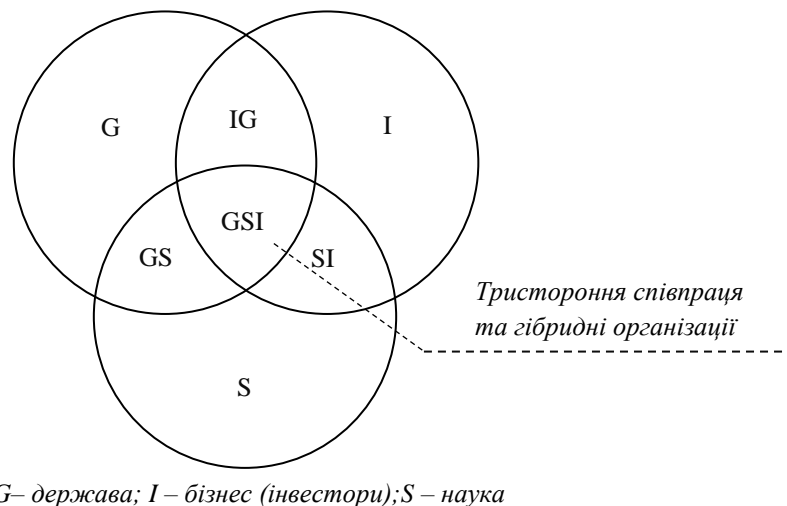 G
IG
I
GSI
GS
SI
Тристороння співпраця
та гібридні організації
S
G– держава; I – бізнес (інвестори);S – наука